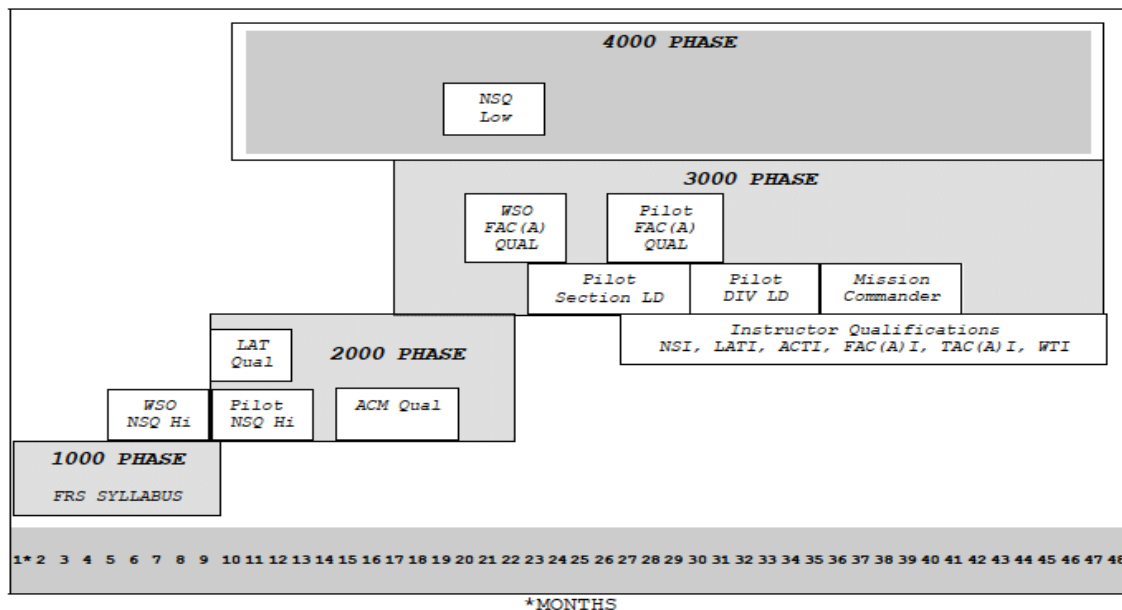 4000 PHASE
NSQ
Low
3000 PHASE
WSO
FAC(A)
QUAL
Pilot
FAC(A)
QUAL
Pilot
Section LD
Pilot
DIV LD
Mission
Commander
Instructor Qualifications
NSI, LATI, ACTI, FAC(A)I, TAC(A)I, WTI
2000 PHASE
LAT
Qual
WSO
NSQ Hi
Pilot
NSQ Hi
ACM Qual
1000 PHASE
FRS SYLLABUS
1* 2 3 4 5 6 7 8 9 10 11 12 13 14 15 16 17 18 19 20 21 22 23 24 25 26 27 28 29 30 31 32 33 34 35 36 37 38 39 40 41 42 43 44 45 46 47 48
*MONTHS